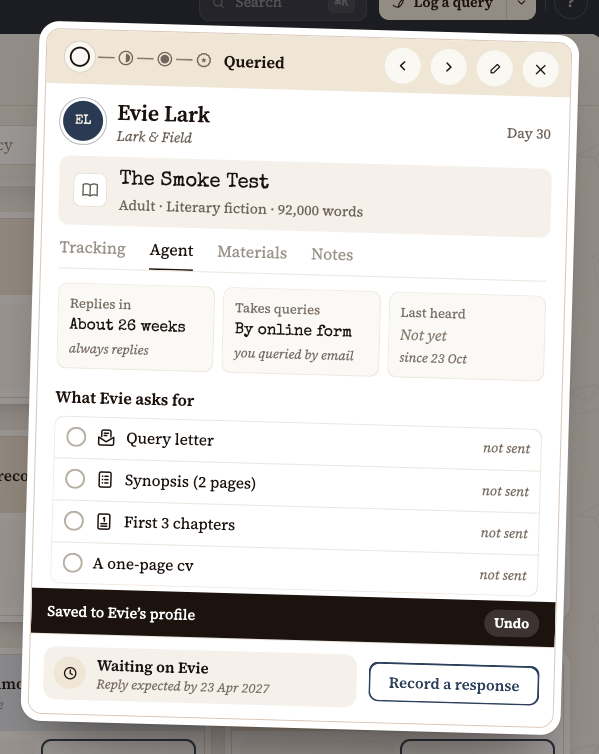 Search
⌘K
Log a query
?
Queried
EL
Evie Lark
Lark & Field
Day 30
The Smoke Test
Adult · Literary fiction · 92,000 words
Tracking
Agent
Materials
Notes
Replies in
About 26 weeks
always replies
Takes queries
By online form
you queried by email
Last heard
Not yet
since 23 Oct
What Evie asks for
Query letter
not sent
Synopsis (2 pages)
not sent
First 3 chapters
not sent
A one-page cv
not sent
Saved to Evie's profile
Undo
Waiting on Evie
Reply expected by 23 Apr 2027
Record a response